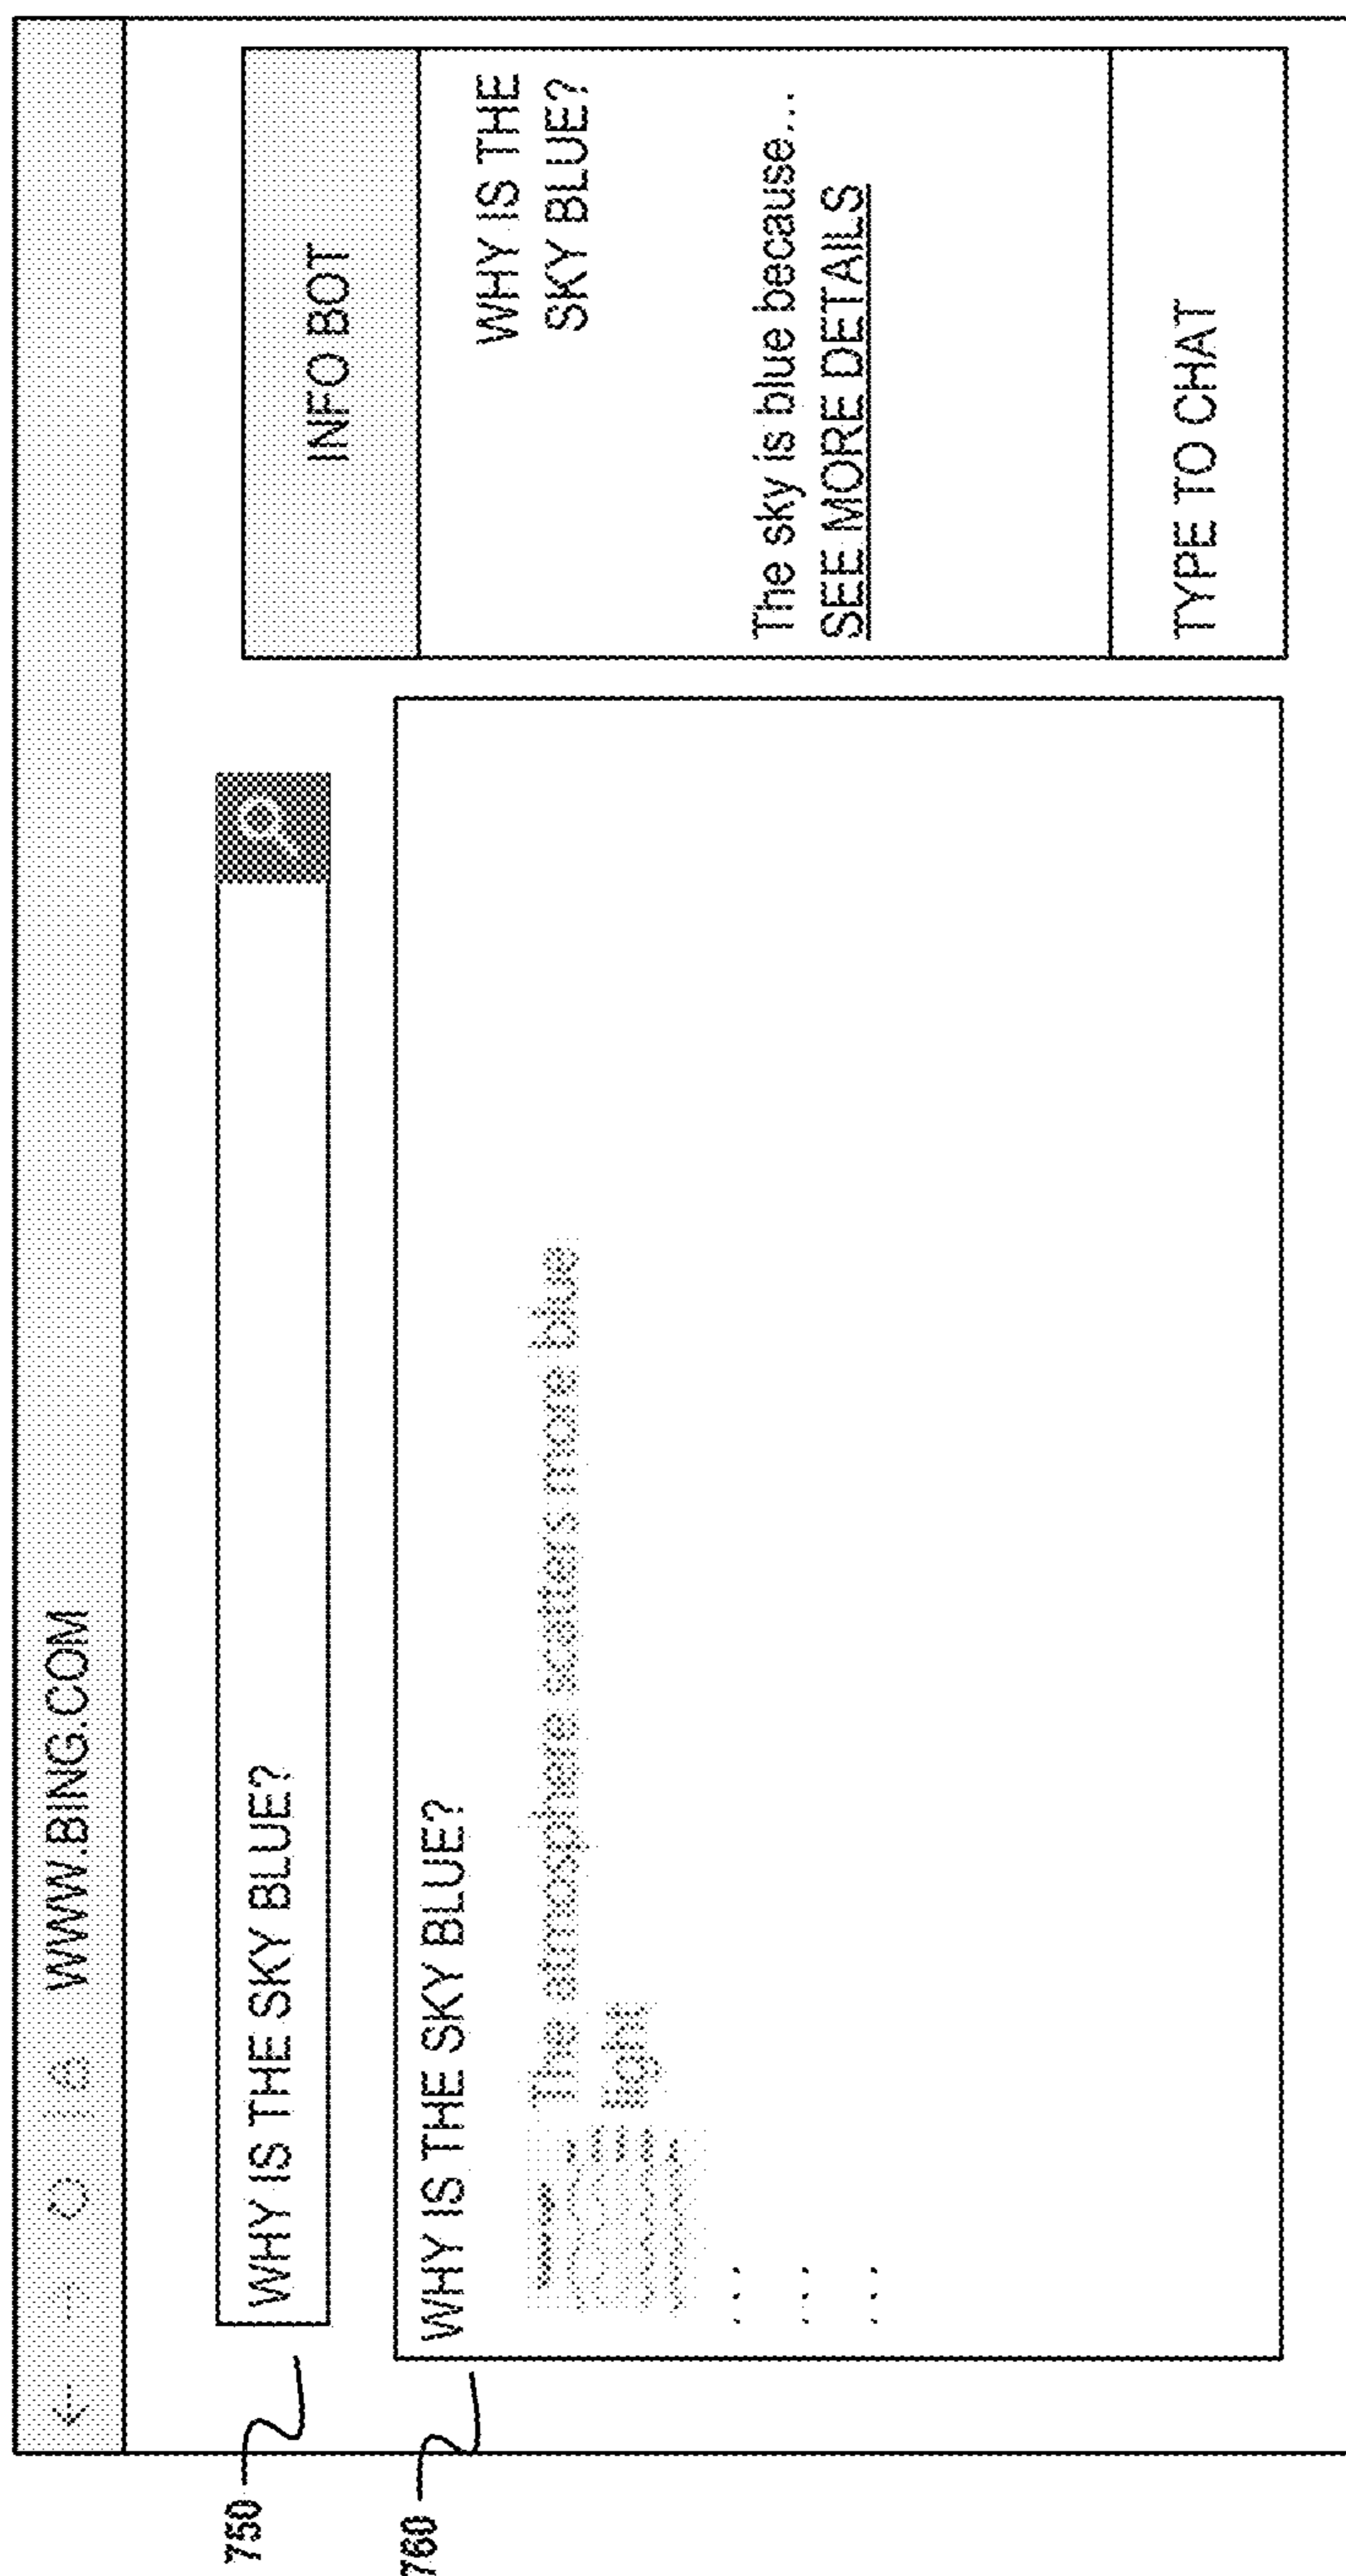 WWW.BING.COM
750
WHY IS THE SKY BLUE?
760
WHY IS THE SKY BLUE?
The atmosphere scatters more blue
light
INFO BOT
WHY IS THE
SKY BLUE?
The sky is blue because...
SEE MORE DETAILS
TYPE TO CHAT